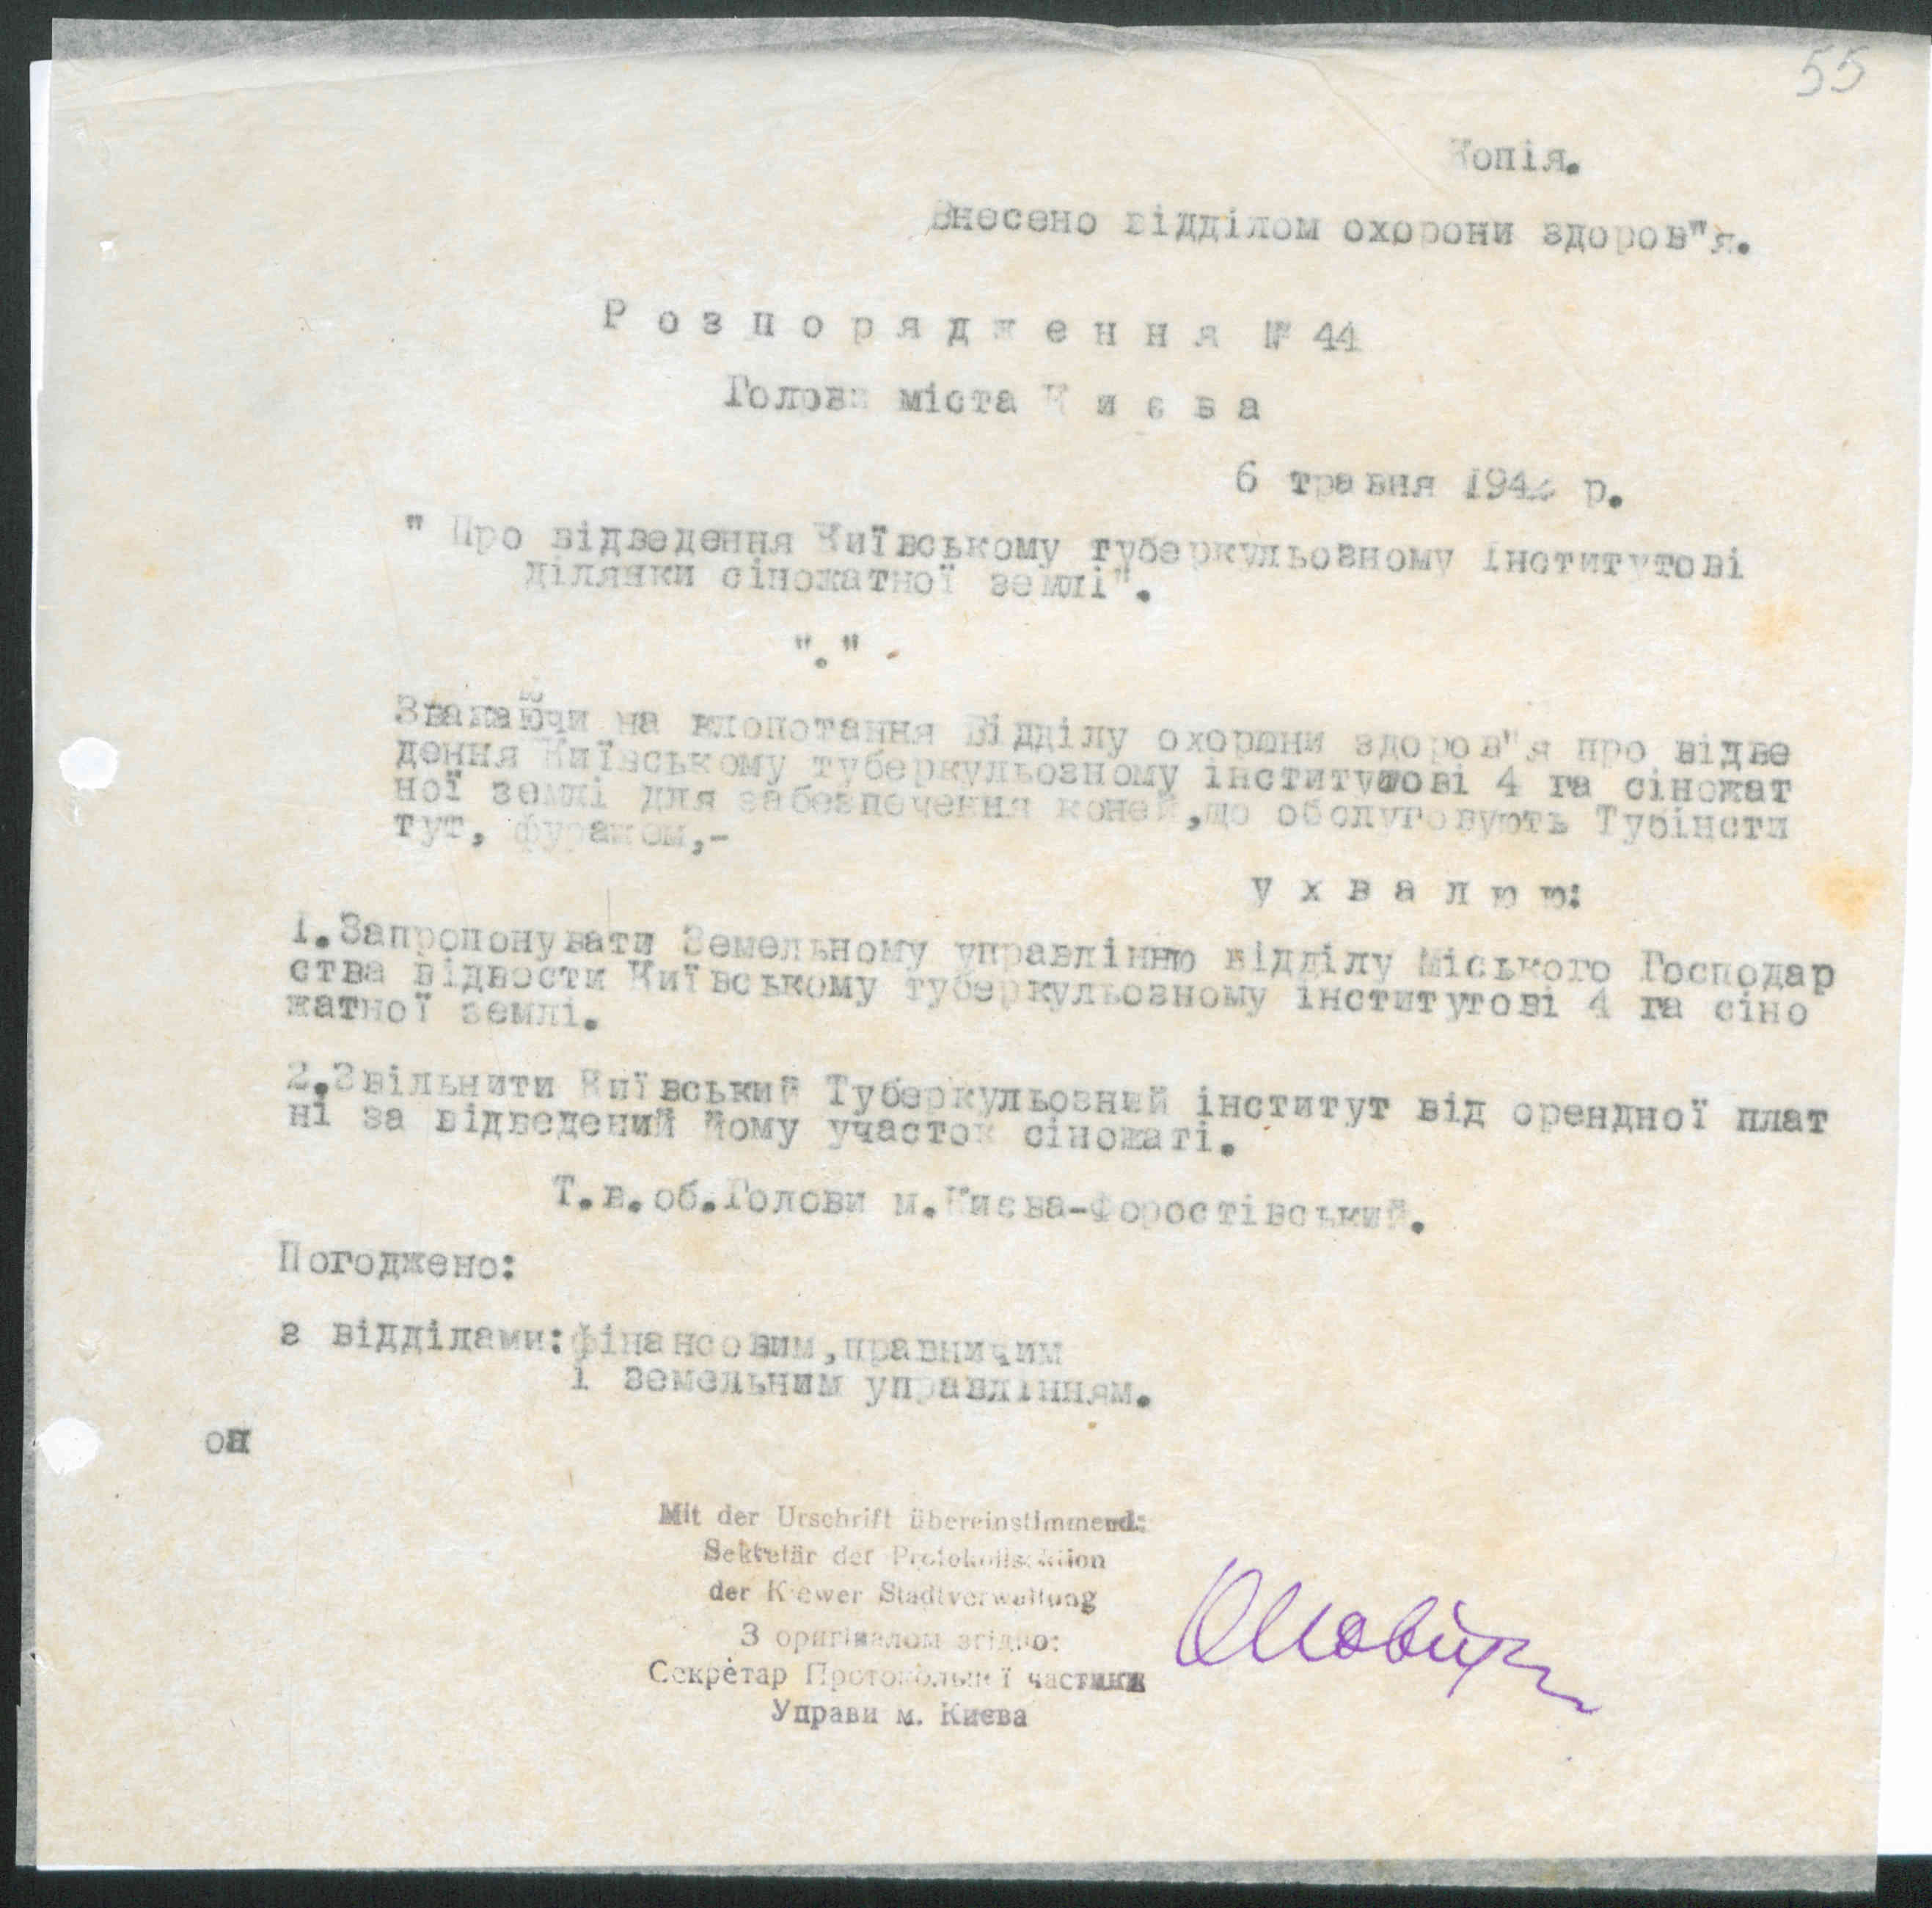 55
Копія.
Внесено відділом охорони здоров"я.
Розпорядження № 44
Голови міста Києва
6 травня 1942 р.
" Про відведення Київському туберкульозному інститутові
ділянки сіножатної землі".
"."
Зважаючи на клопотання Відділу охорони здоров"я про відве
дення Київському туберкульозному інститутові 4 га сіножат
ної землі для забезпечення коней,що обслуговують Тубінсти
тут, фуражом,-
ухвалюю:
1.Запропонувати Земельному управлінню відділу Міського Господар
ства відвести Київському туберкульозному інститутові 4 га сіно
жатної землі.
2.Звільнити Київський Туберкульозний інститут від орендної плат
ні за відведений йому участок сіножаті.
Т.в.об.Голови м.Києва-Форостівський.
Погоджено:
з відділами:фінансовим,правничим
і земельним управлінням.
оп
Mit der Urschrift übereinstimmend:
Sekretär der Protokollsektion
der Kiewer Stadtverwaltung
З оригіналом згідно:
Секретар Протокольної частини
Управи м. Києва